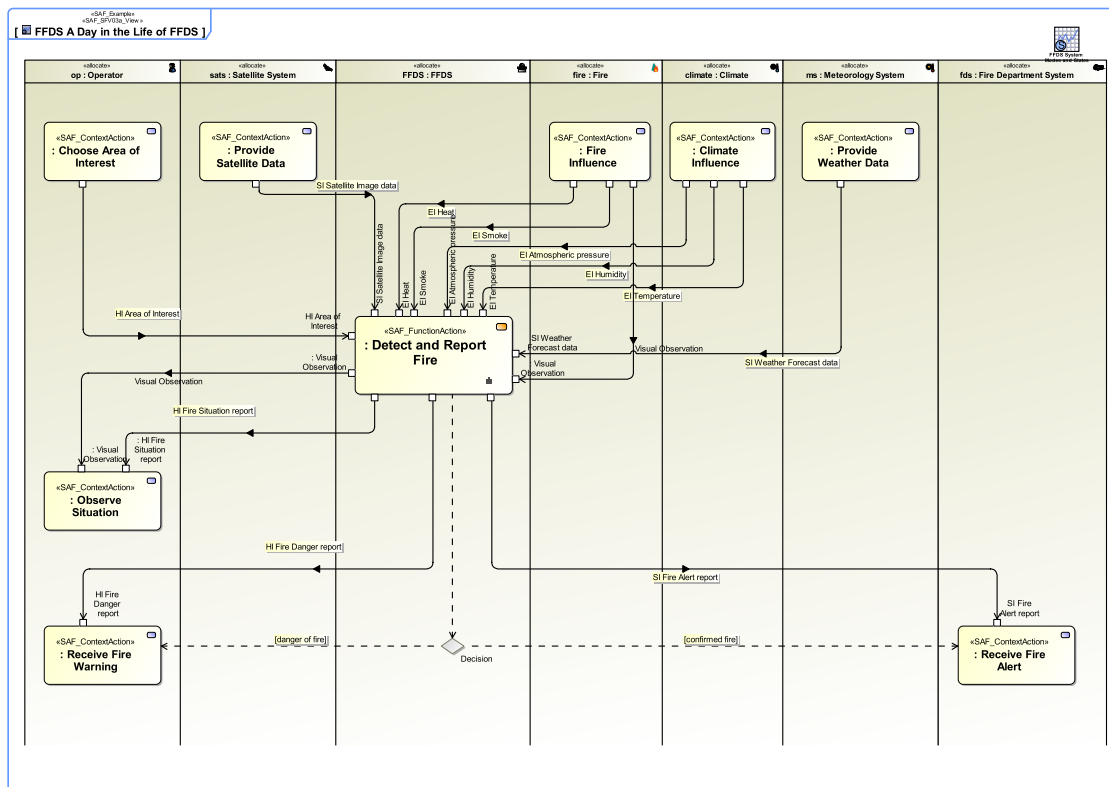 «SAF_Example»
«SAF_SFV03a_View»
[ FFDS A Day in the Life of FFDS ]
FFDS System
Modes and States
«allocate»
op : Operator
«allocate»
sats : Satellite System
«allocate»
FFDS : FFDS
«allocate»
fire : Fire
«allocate»
climate : Climate
«allocate»
ms : Meteorology System
«allocate»
fds : Fire Department System
«SAF_ContextAction»
: Choose Area of
Interest
«SAF_ContextAction»
: Provide
Satellite Data
«SAF_ContextAction»
: Fire
Influence
«SAF_ContextAction»
: Climate
Influence
«SAF_ContextAction»
: Provide
Weather Data
SI Satellite Image data
EI Heat
EI Smoke
EI Atmospheric pressure
EI Humidity
EI Temperature
SI Satellite Image data
EI Heat
EI Smoke
EI Atmospheric pressure
EI Humidity
EI Temperature
HI Area of Interest
HI Area of
Interest
«SAF_FunctionAction»
: Detect and Report
Fire
SI Weather
Forecast data
Visual Observation
SI Weather Forecast data
: Visual
Observation
: Visual
Observation
Visual Observation
HI Fire Situation report
: Visual
Observation
: HI Fire
Situation
report
«SAF_ContextAction»
: Observe
Situation
HI Fire Danger report
SI Fire Alert report
HI Fire
Danger
report
SI Fire
Alert report
«SAF_ContextAction»
: Receive Fire
Warning
[danger of fire]
Decision
[confirmed fire]
«SAF_ContextAction»
: Receive Fire
Alert